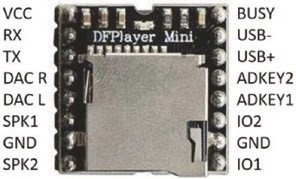 VCC BUSY
RX USB-
TX DFPlayer Mini USB+
DAC R ADKEY2
DAC L ADKEY1
SPK1 IO2
GND GND
SPK2 IO1